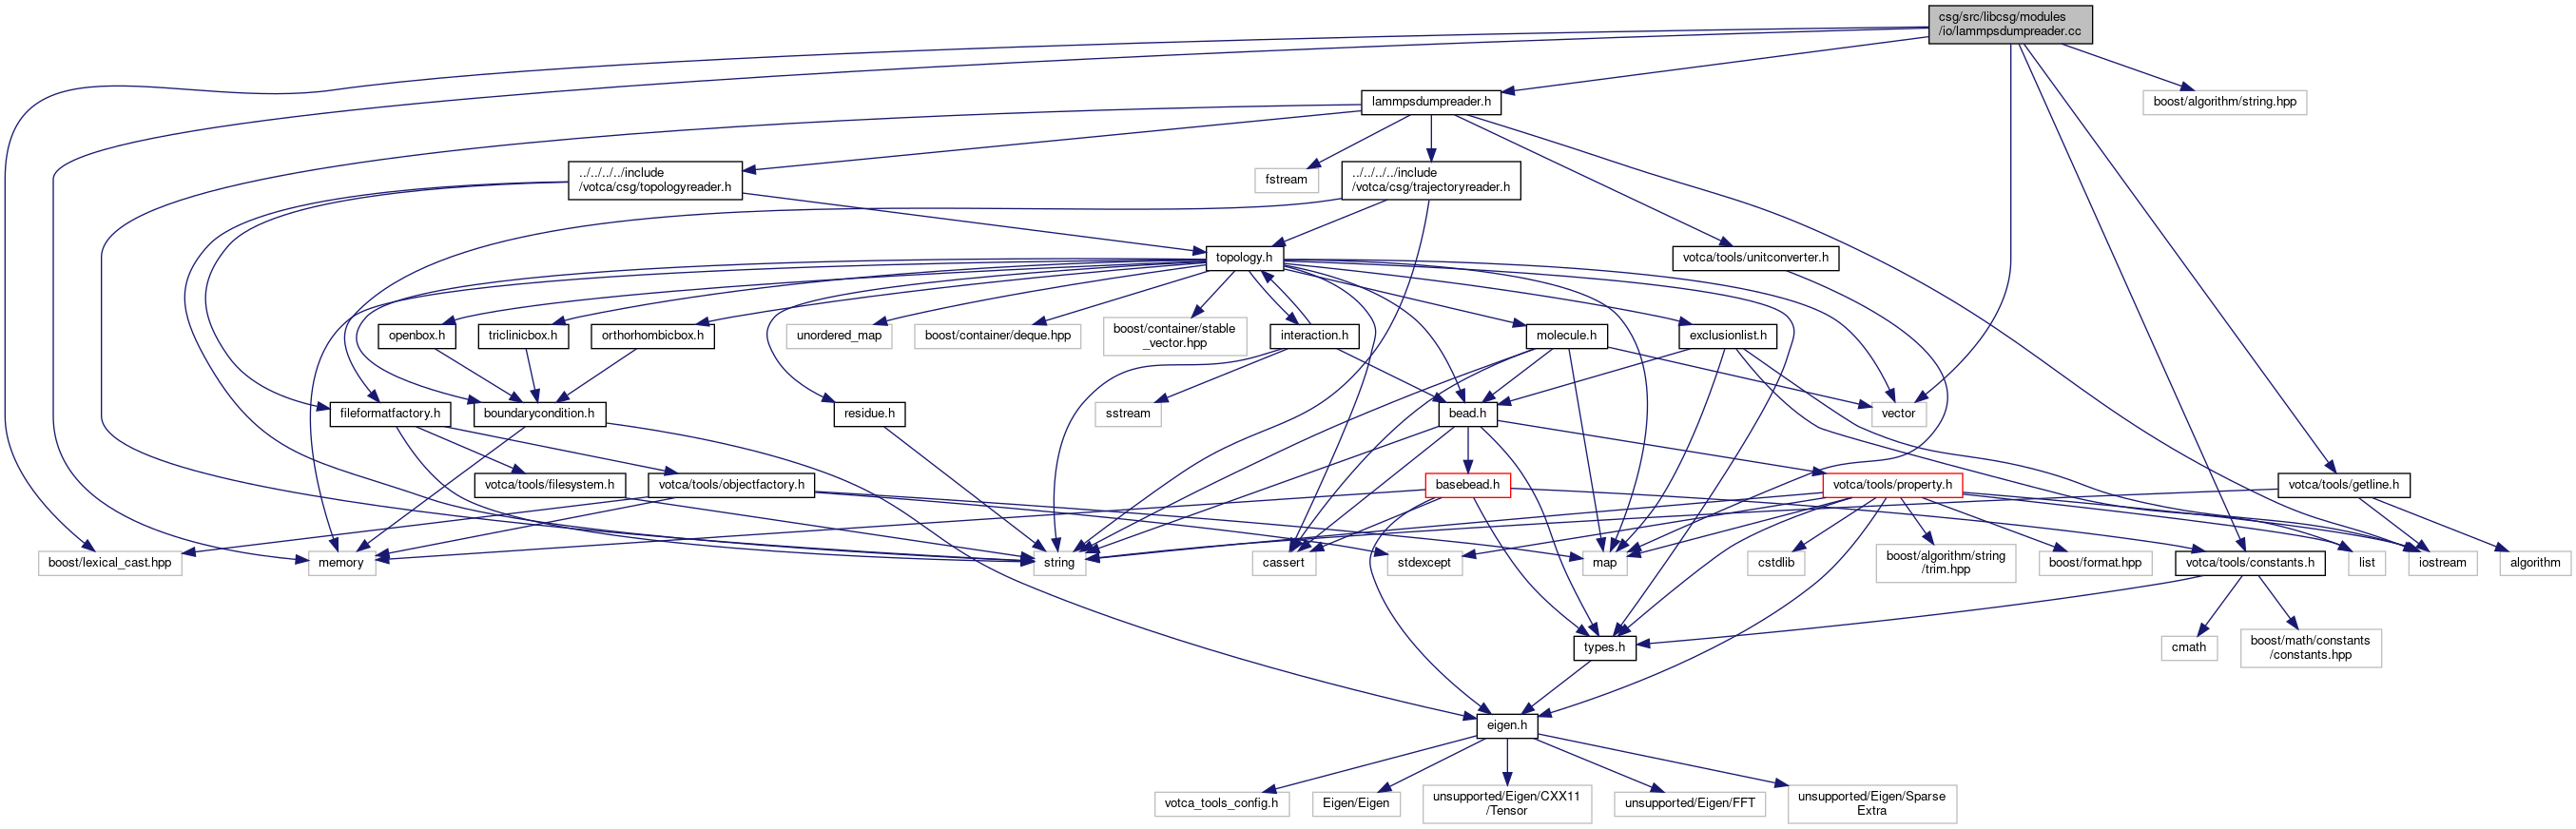 csg/src/libcsg/modules
/io/lammpsdumpreader.cc
lammpsdumpreader.h
boost/algorithm/string.hpp
../../../../include
/votca/csg/topologyreader.h
fstream
../../../../include
/votca/csg/trajectoryreader.h
topology.h
votca/tools/unitconverter.h
openbox.h
triclinicbox.h
orthorhombicbox.h
unordered_map
boost/container/deque.hpp
boost/container/stable
_vector.hpp
interaction.h
molecule.h
exclusionlist.h
fileformatfactory.h
boundarycondition.h
residue.h
sstream
bead.h
vector
votca/tools/filesystem.h
votca/tools/objectfactory.h
basebead.h
votca/tools/property.h
votca/tools/getline.h
boost/lexical_cast.hpp
memory
string
cassert
stdexcept
map
cstdlib
boost/algorithm/string
/trim.hpp
boost/format.hpp
votca/tools/constants.h
list
iostream
algorithm
types.h
cmath
boost/math/constants
/constants.hpp
eigen.h
votca_tools_config.h
Eigen/Eigen
unsupported/Eigen/CXX11
/Tensor
unsupported/Eigen/FFT
unsupported/Eigen/Sparse
Extra